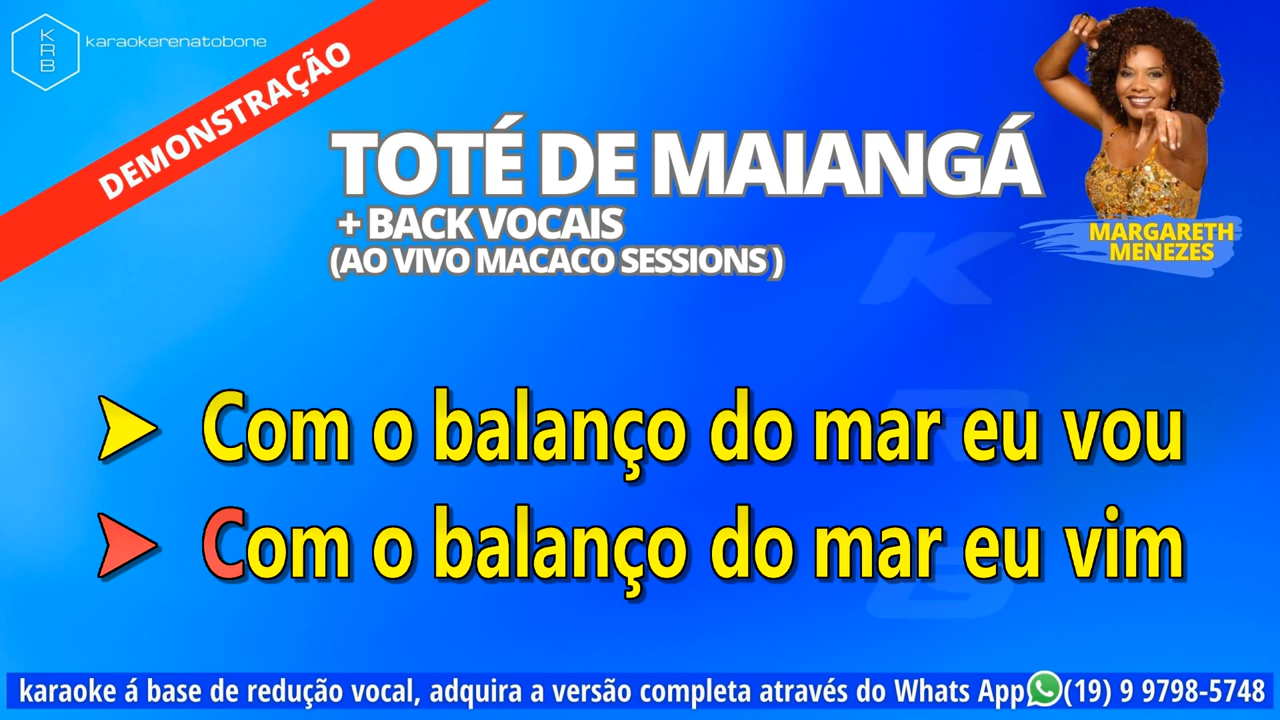 KRB
karaokerenatobone
DEMONSTRAÇÃO
TOTÉ DE MAIANGÁ
+ BACK VOCAIS
(AO VIVO MACACO SESSIONS )
MARGARETH
MENEZES
K
R
B
Com o balanço do mar eu vou
Com o balanço do mar eu vim
karaoke á base de redução vocal, adquira a versão completa através do Whats App (19) 9 9798-5748